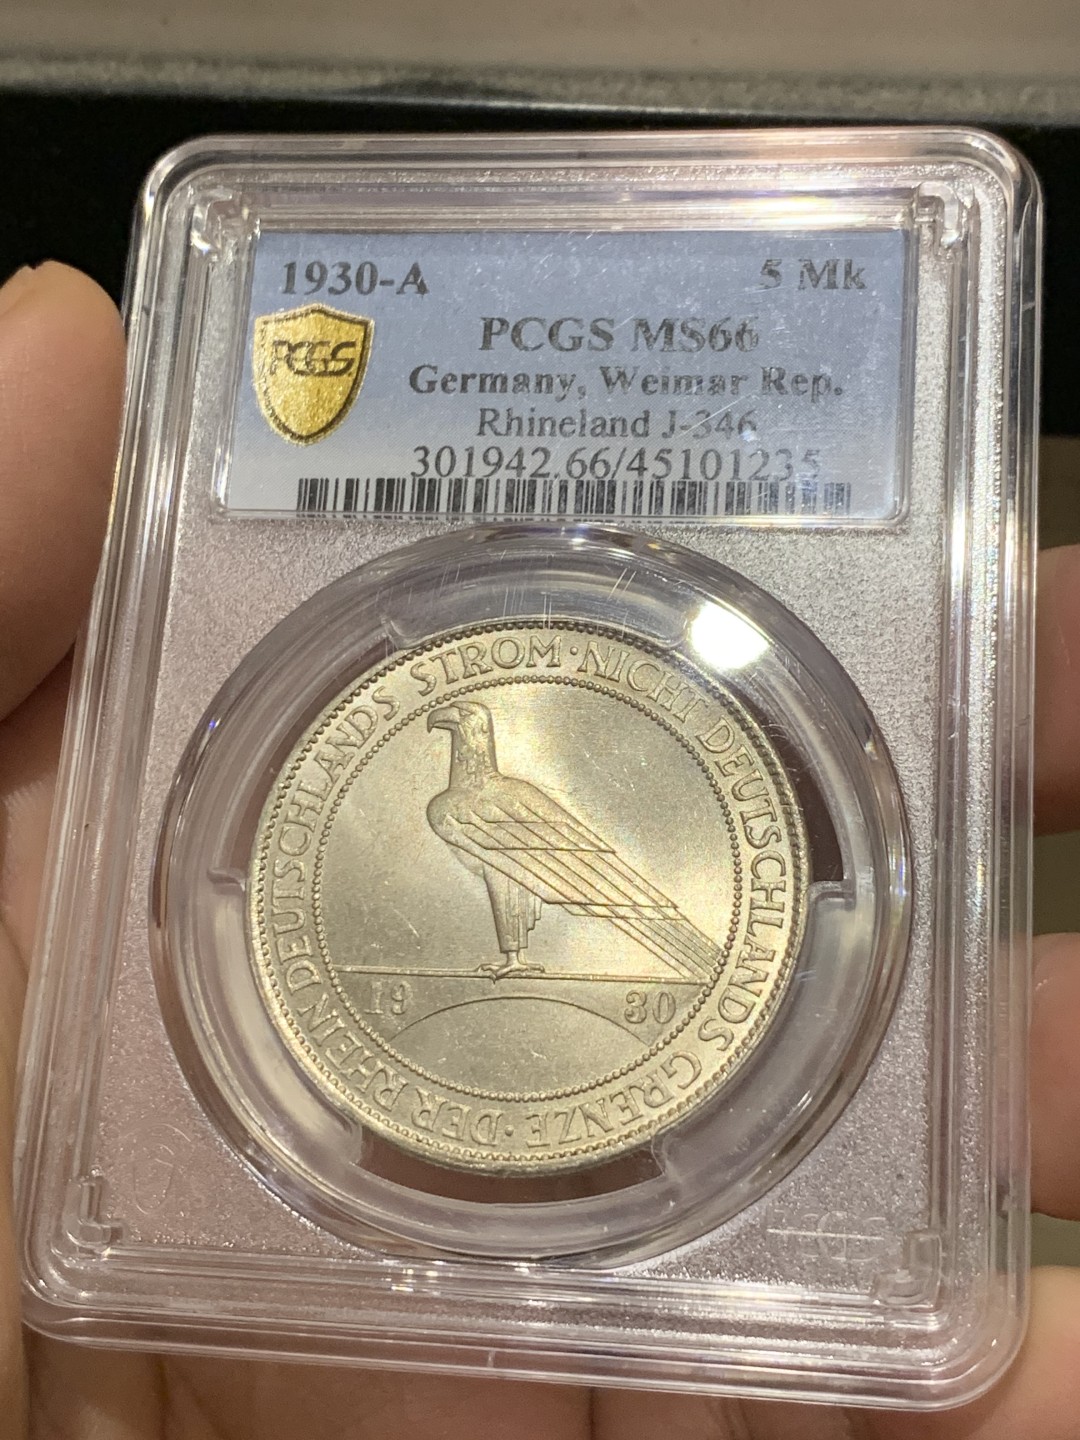 1930-A 5 Mk
PCGS MS66
Germany, Weimar Rep.
Rhineland J-346
301942.66/45101235
PCGS
DER RHEIN DEUTSCHLANDS STROM · NICHT DEUTSCHLANDS GRENZE ·
19 30